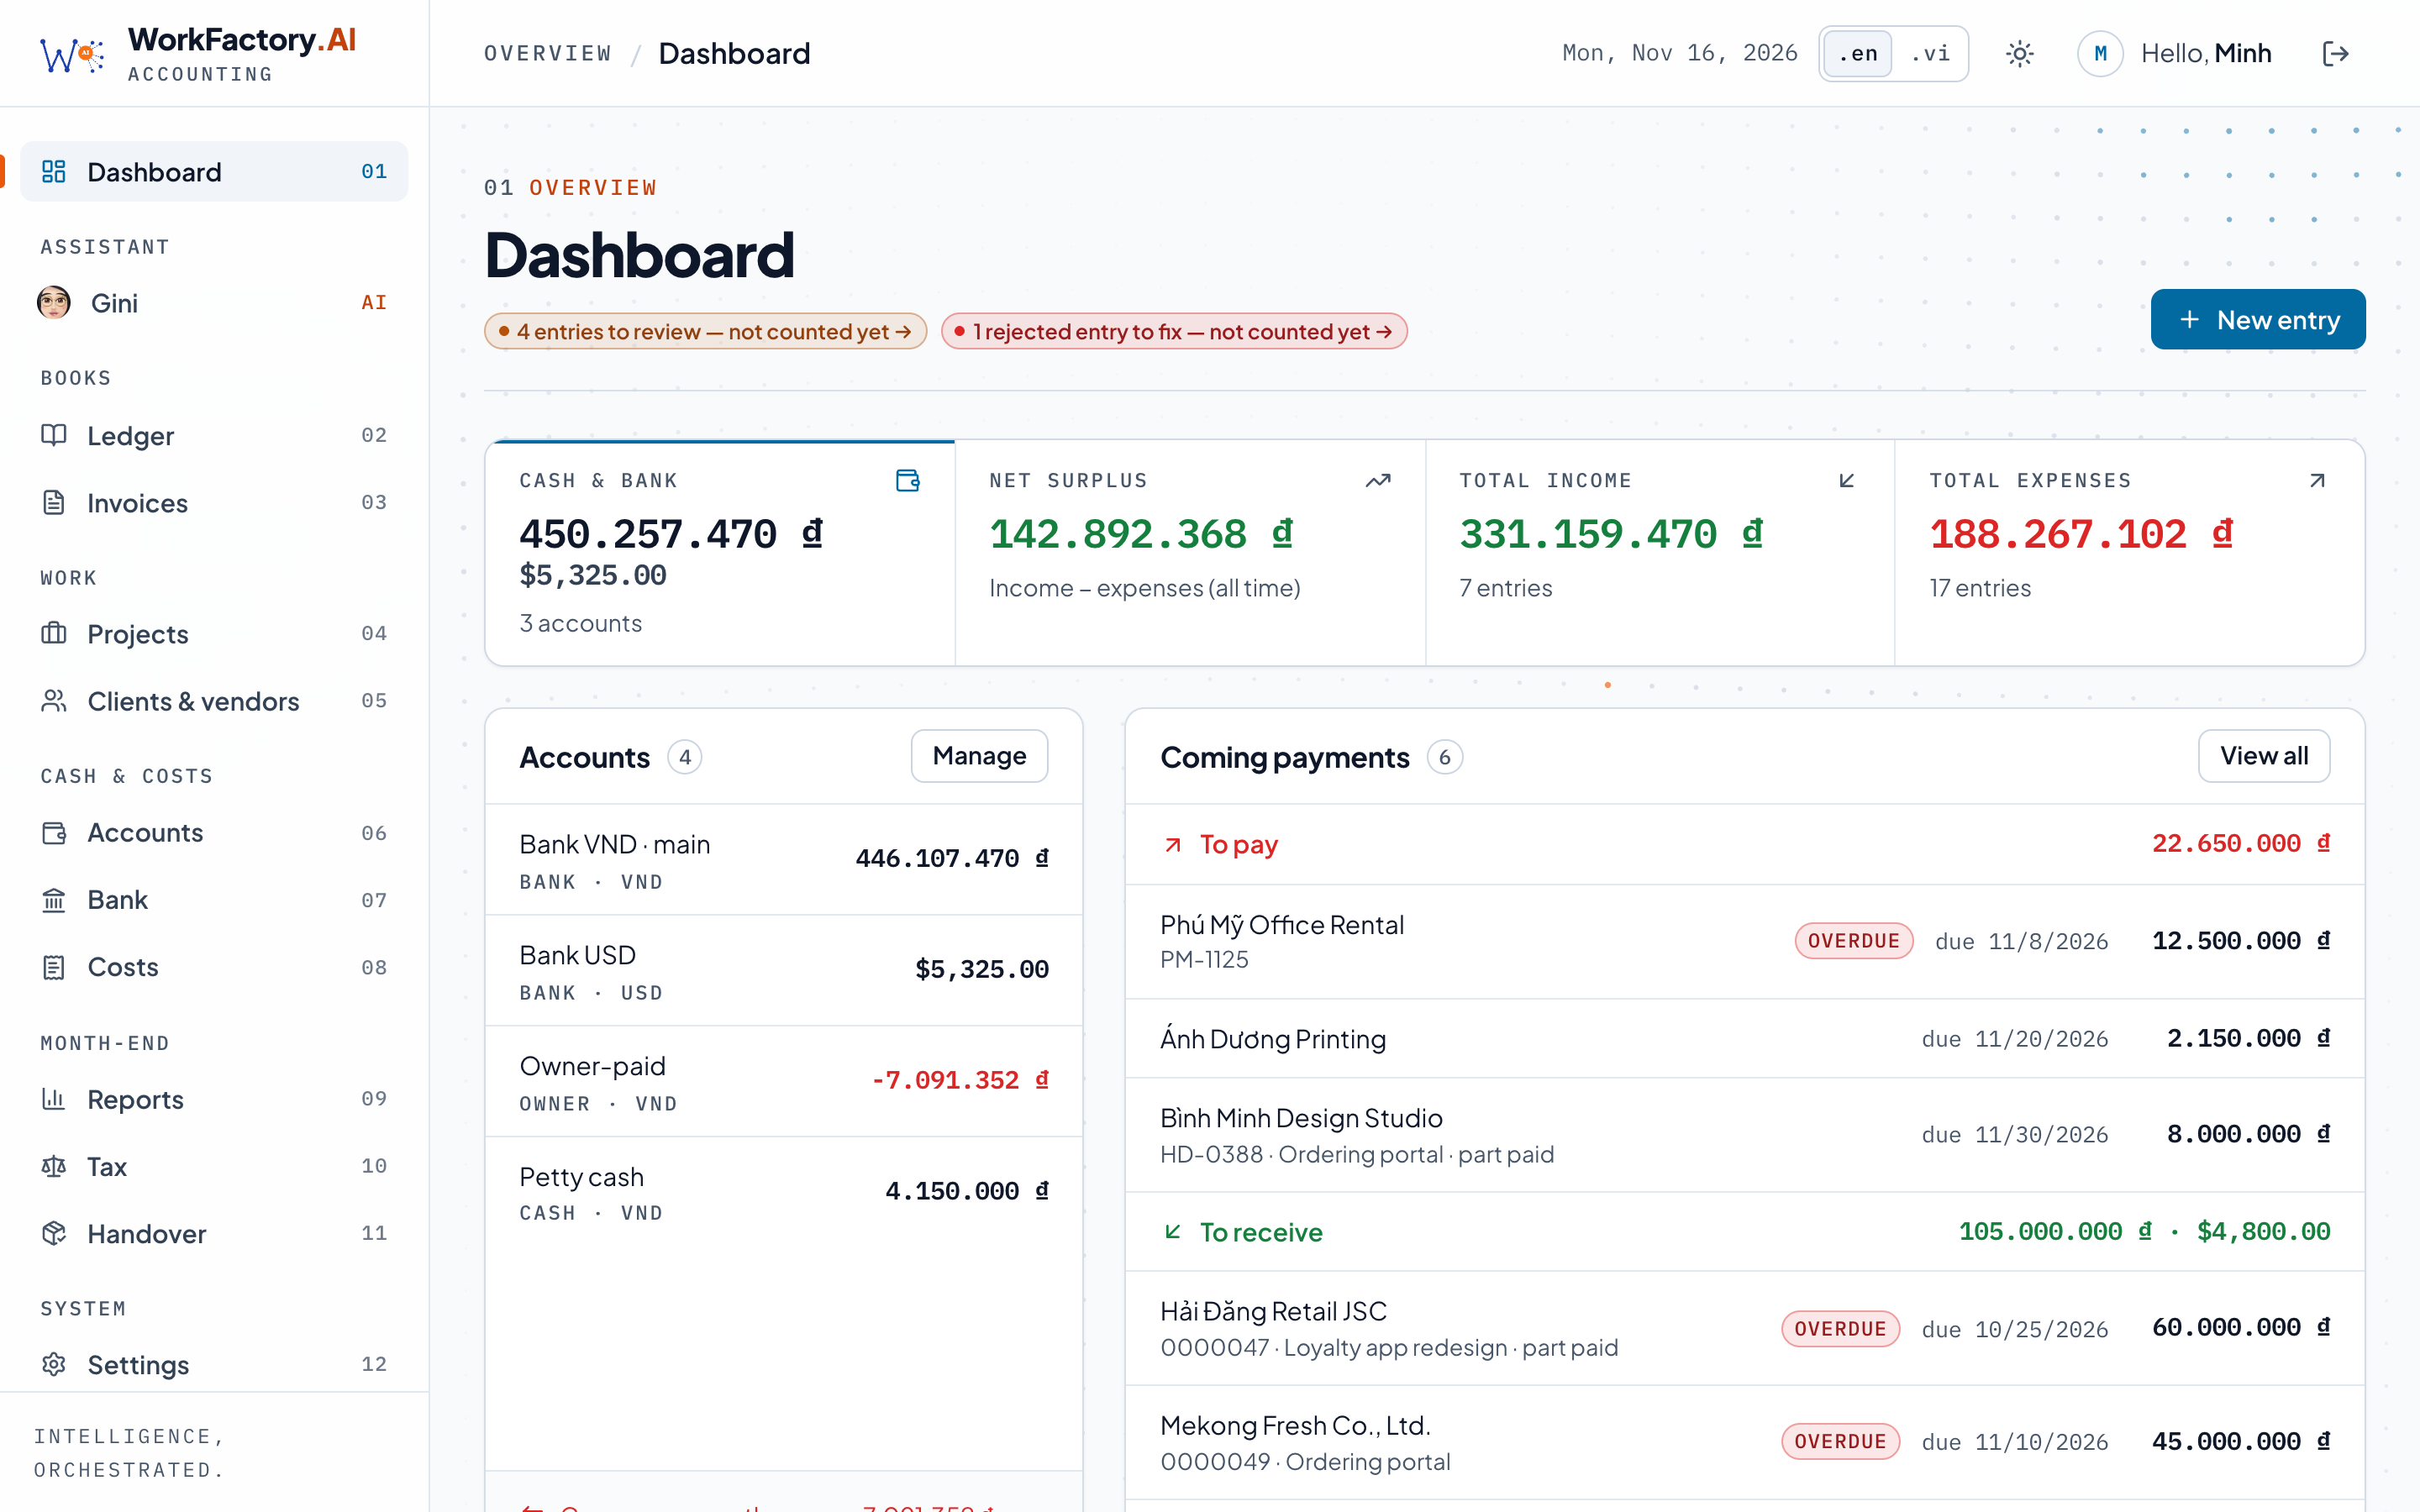 WorkFactory.AI
ACCOUNTING
OVERVIEW / Dashboard
Mon, Nov 16, 2026
.en .vi
M Hello, Minh
Dashboard 01
ASSISTANT
Gini AI
BOOKS
Ledger 02
Invoices 03
WORK
Projects 04
Clients & vendors 05
CASH & COSTS
Accounts 06
Bank 07
Costs 08
MONTH-END
Reports 09
Tax 10
Handover 11
SYSTEM
Settings 12
INTELLIGENCE,
ORCHESTRATED.
01 OVERVIEW
Dashboard
4 entries to review — not counted yet →
1 rejected entry to fix — not counted yet →
+ New entry
CASH & BANK
450.257.470 ₫
$5,325.00
3 accounts
NET SURPLUS
142.892.368 ₫
Income – expenses (all time)
TOTAL INCOME
331.159.470 ₫
7 entries
TOTAL EXPENSES
188.267.102 ₫
17 entries
Accounts 4
Manage
Bank VND · main
BANK · VND
446.107.470 ₫
Bank USD
BANK · USD
$5,325.00
Owner-paid
OWNER · VND
-7.091.352 ₫
Petty cash
CASH · VND
4.150.000 ₫
Coming payments 6
View all
To pay 22.650.000 ₫
Phú Mỹ Office Rental
PM-1125
OVERDUE due 11/8/2026 12.500.000 ₫
Ánh Dương Printing
due 11/20/2026 2.150.000 ₫
Bình Minh Design Studio
HD-0388 · Ordering portal · part paid
due 11/30/2026 8.000.000 ₫
To receive 105.000.000 ₫ · $4,800.00
Hải Đăng Retail JSC
0000047 · Loyalty app redesign · part paid
OVERDUE due 10/25/2026 60.000.000 ₫
Mekong Fresh Co., Ltd.
0000049 · Ordering portal
OVERDUE due 11/10/2026 45.000.000 ₫